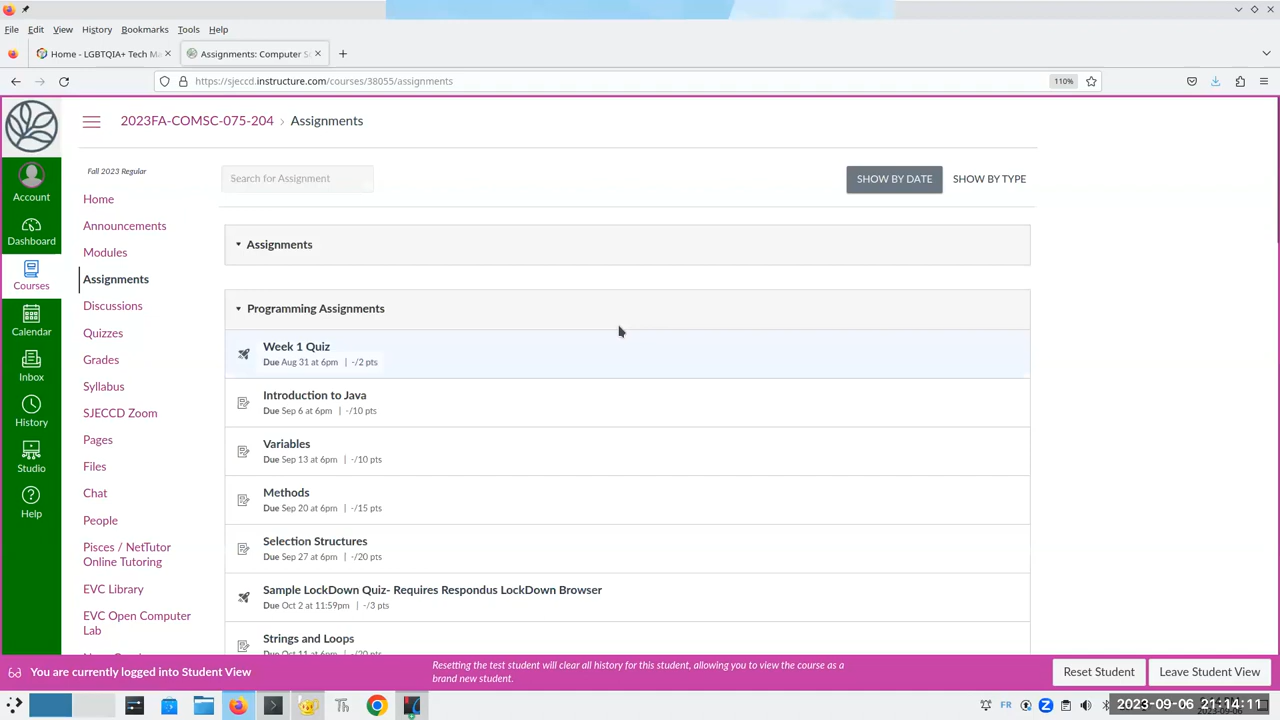 File Edit View History Bookmarks Tools Help
Home - LGBTQIA+ Tech Ma
Assignments: Computer S
https://sjeccd.instructure.com/courses/38055/assignments
110%
2023FA-COMSC-075-204 › Assignments
Fall 2023 Regular
Search for Assignment
SHOW BY DATE
SHOW BY TYPE
Account
Dashboard
Courses
Calendar
Inbox
History
Studio
Help
Home
Announcements
Modules
Assignments
Discussions
Quizzes
Grades
Syllabus
SJECCD Zoom
Pages
Files
Chat
People
Pisces / NetTutor
Online Tutoring
EVC Library
EVC Open Computer
Lab
Assignments
Programming Assignments
Week 1 Quiz
Due Aug 31 at 6pm | -/2 pts
Introduction to Java
Due Sep 6 at 6pm | -/10 pts
Variables
Due Sep 13 at 6pm | -/10 pts
Methods
Due Sep 20 at 6pm | -/15 pts
Selection Structures
Due Sep 27 at 6pm | -/20 pts
Sample LockDown Quiz- Requires Respondus LockDown Browser
Due Oct 2 at 11:59pm | -/3 pts
Strings and Loops
Due Oct 11 at 6pm | -/20 pts
You are currently logged into Student View
Resetting the test student will clear all history for this student, allowing you to view the course as a
brand new student.
Reset Student
Leave Student View
Th
FR
2023-09-06 21:14:11